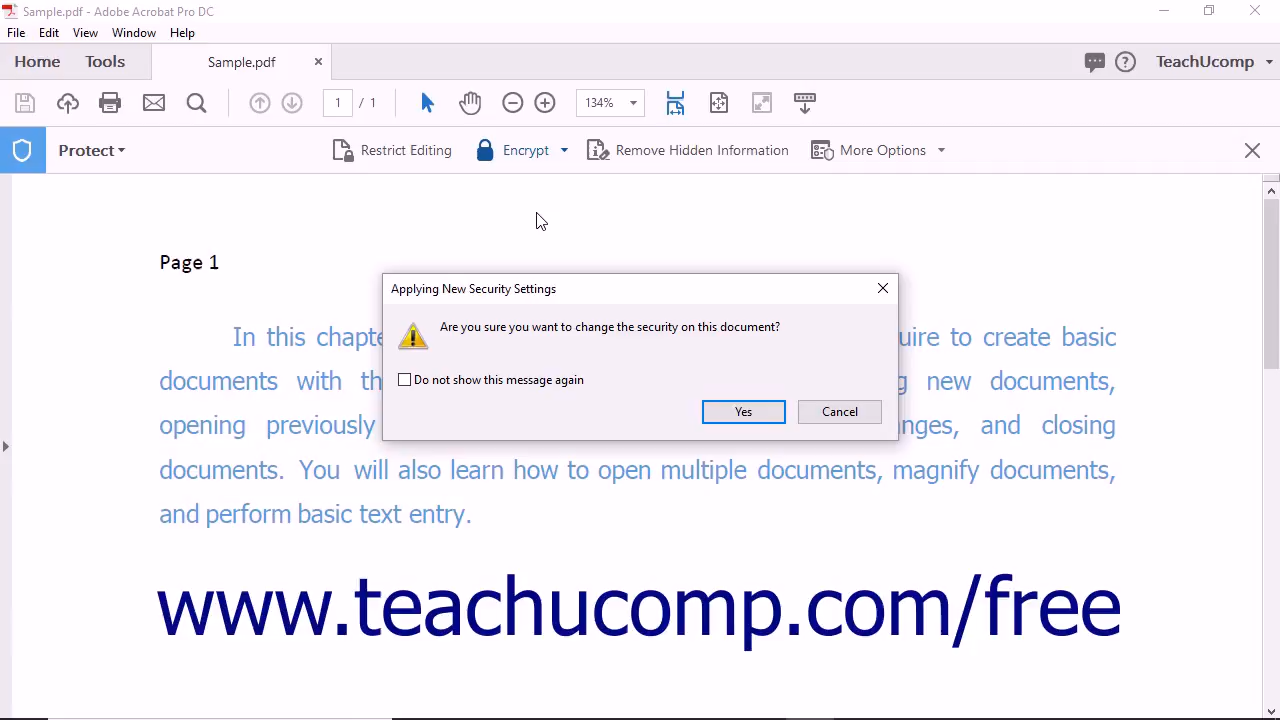 Sample.pdf - Adobe Acrobat Pro DC
File Edit View Window Help
Home Tools Sample.pdf TeachUcomp
1 / 1 134%
Protect Restrict Editing Encrypt Remove Hidden Information More Options
Page 1
Applying New Security Settings
Are you sure you want to change the security on this document?
Do not show this message again
Yes Cancel
In this chapte uire to create basic
documents with th g new documents,
opening previously nges, and closing
documents. You will also learn how to open multiple documents, magnify documents,
and perform basic text entry.
www.teachucomp.com/free